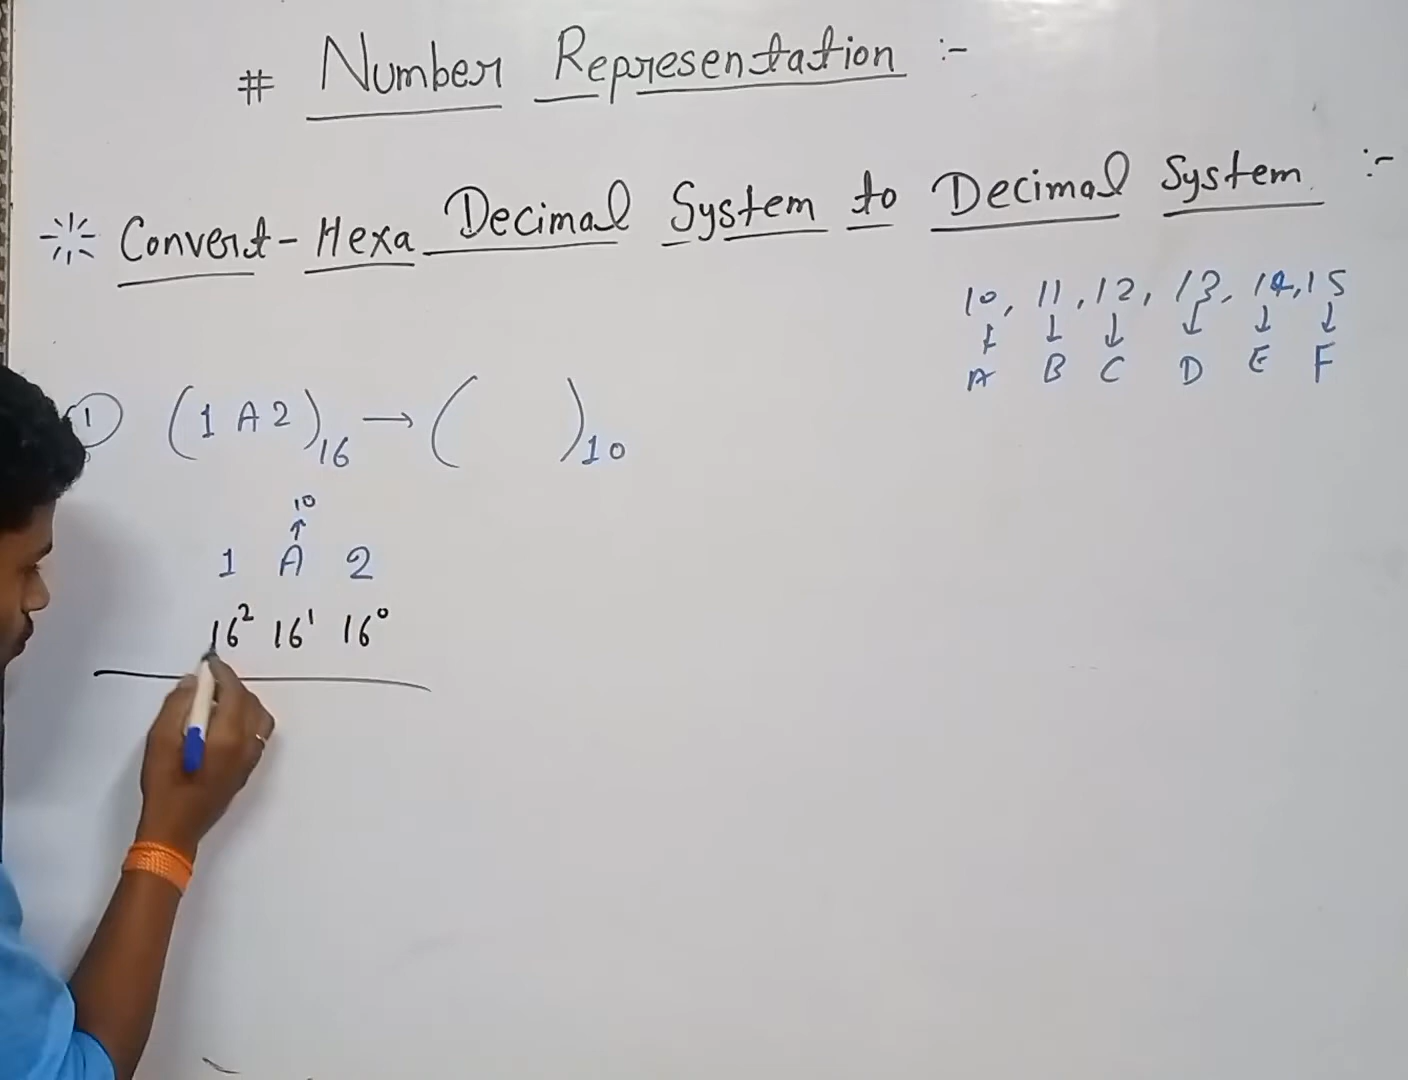 # Number Representation :-
Convert - Hexa Decimal System to Decimal System :-
10, 11, 12, 13, 14, 15
↓ ↓ ↓ ↓ ↓ ↓
A B C D E F
① (1 A 2)₁₆ → ( )₁₀
10
↑
1 A 2
16² 16¹ 16⁰